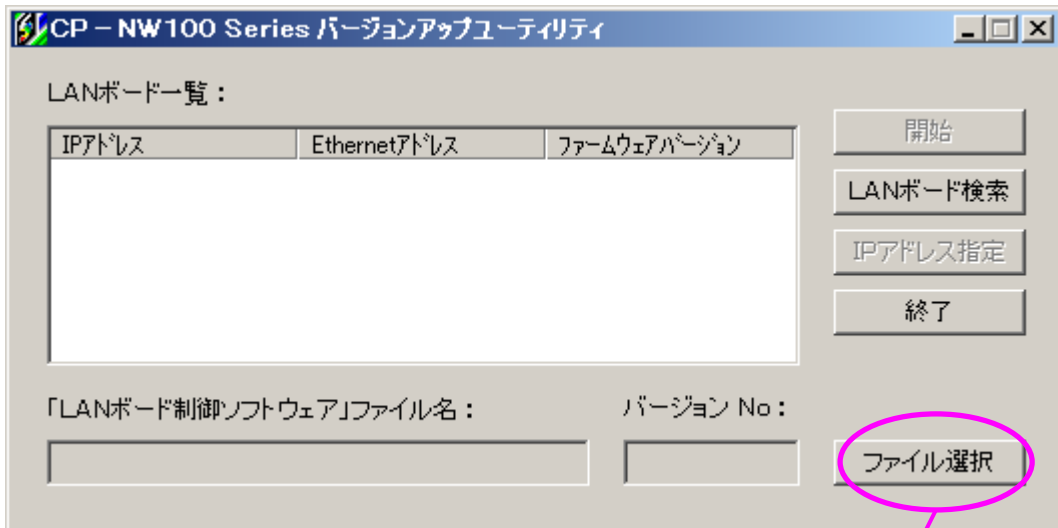 CP－NW100 Series バージョンアップユーティリティ
LANボード一覧：
IPアドレス Ethernetアドレス ファームウェアバージョン
開始
LANボード検索
IPアドレス指定
終了
「LANボード制御ソフトウェア」ファイル名：
バージョン No：
ファイル選択